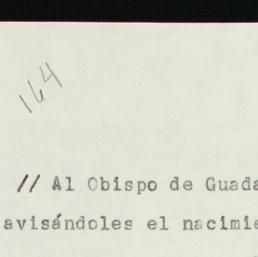 164
// Al Obispo de Guada
avisándoles el nacimie